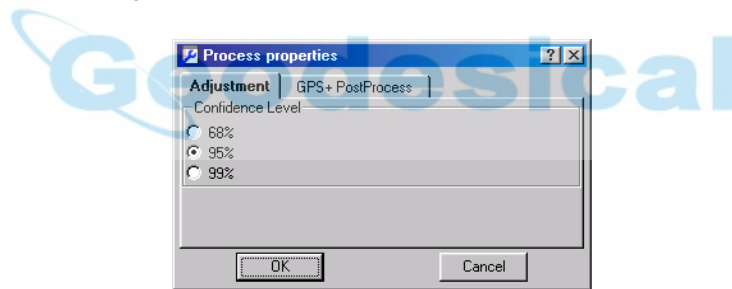 Geodesical
Process properties
Adjustment
GPS+ PostProcess
Confidence Level
68%
95%
99%
OK
Cancel